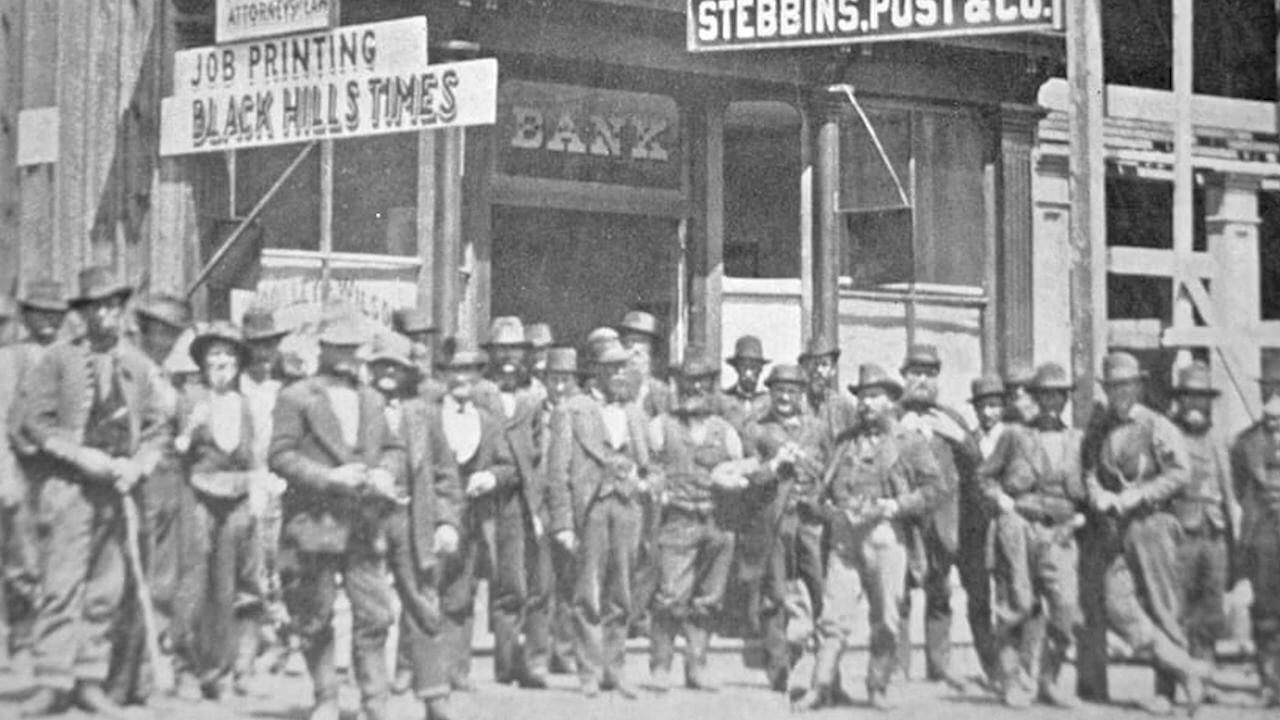 ATTORNEYS AT LAW
JOB PRINTING
BLACK HILLS TIMES
STEBBINS, POST & CO.
BANK